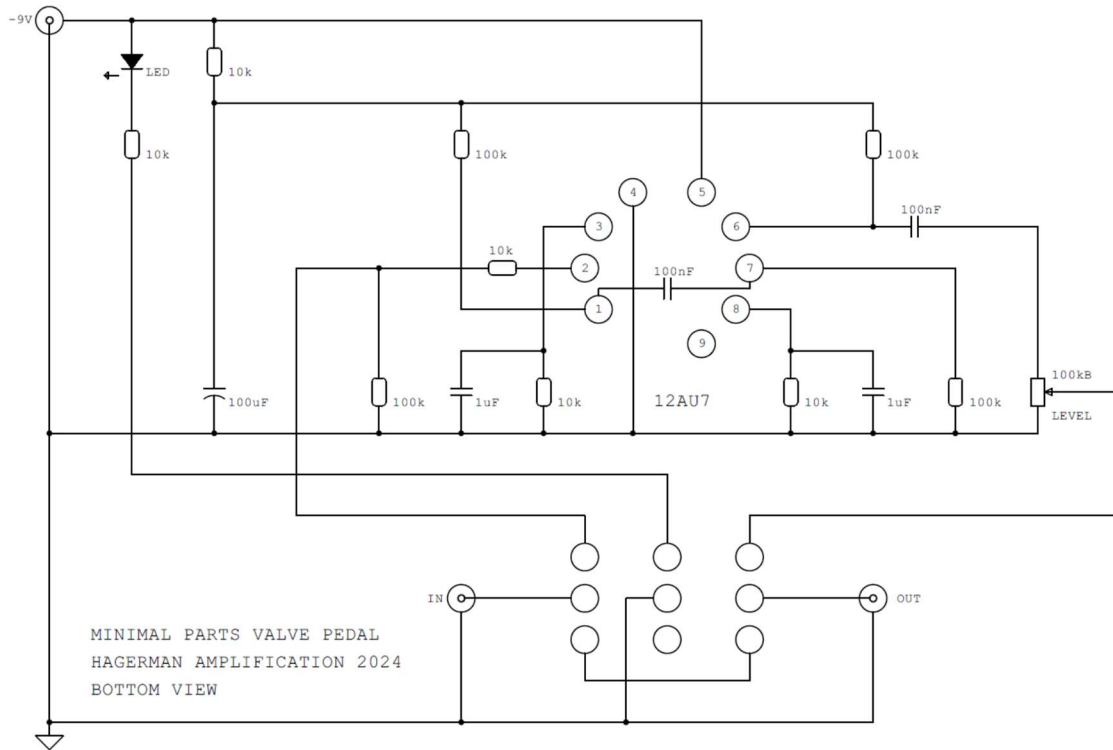 -9V
LED
10k
10k
100k
100k
4
5
100nF
3
6
10k
100nF
2
7
1
8
9
100uF
100k
1uF
10k
12AU7
10k
1uF
100k
100kB
LEVEL
IN
OUT
MINIMAL PARTS VALVE PEDAL
HAGERMAN AMPLIFICATION 2024
BOTTOM VIEW